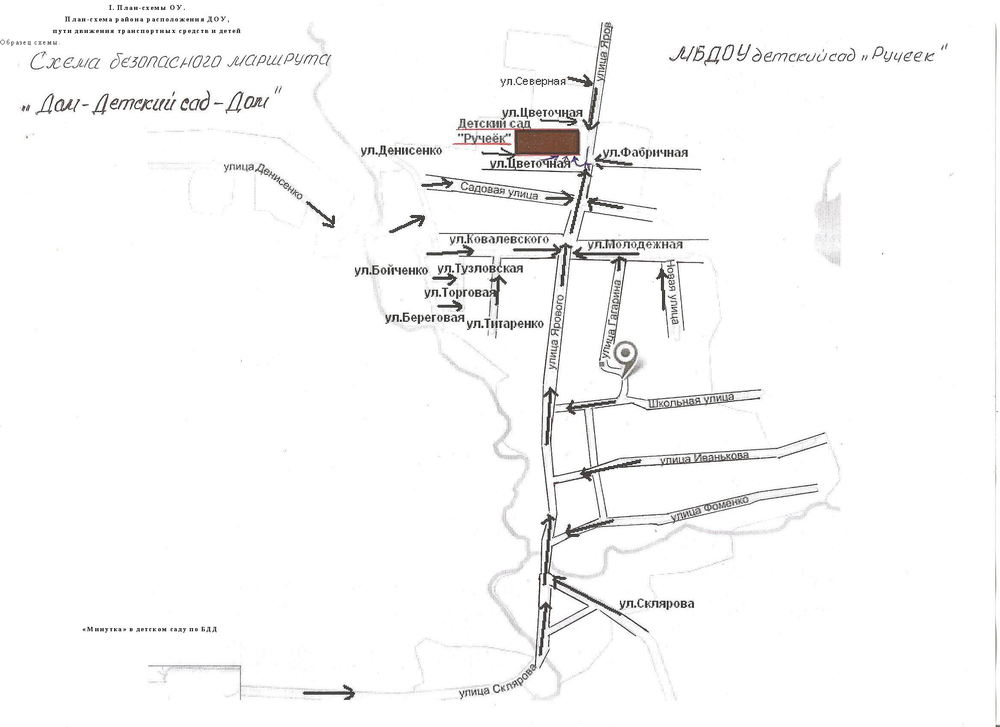 I. План-схемы ОУ.
План-схема района расположения ДОУ,
пути движения транспортных средств и детей
Образец схемы.
Схема безопасного маршрута
„Дом-Детский сад-Дом"
МБДОУ детский сад „Ручеек"
улица Яров
ул.Северная
ул.Цветочная
Детский сад
"Ручеёк"
ул.Денисенко
ул.Фабричная
ул.Цветочная
улица Денисенко
Садовая улица
ул.Ковалевского
ул.Молодежная
ул.Бойченко
ул.Тузловская
Новая улица
ул.Торговая
улица Гагарина
ул.Береговая
ул.Титаренко
улица Ярового
Школьная улица
улица Иванькова
улица Фоменко
ул.Склярова
«Минутка» в детском саду по БДД
улица Склярова